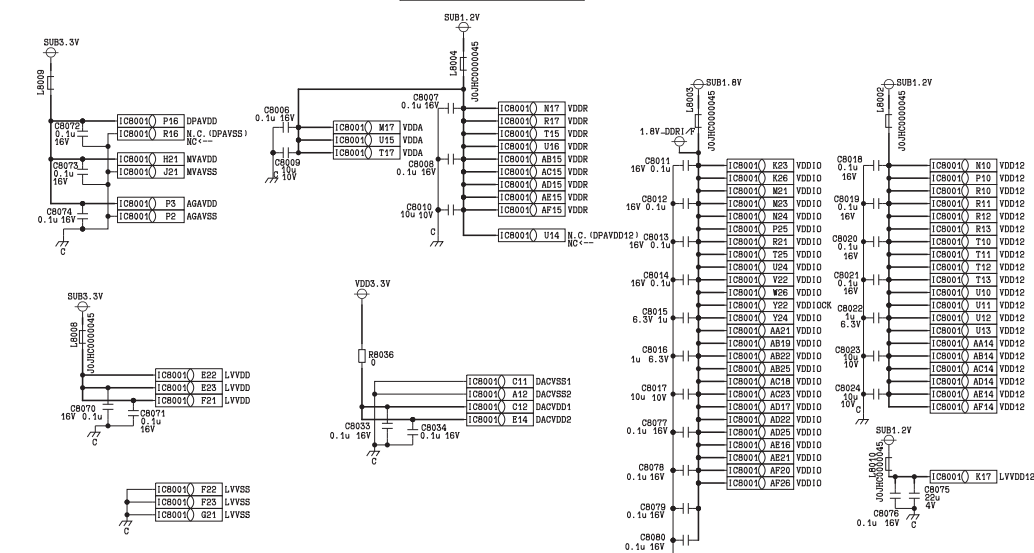 SUB3.3V
L8009
C8072
0.1u
16V
IC8001 P16 DPAVDD
IC8001 R16 N.C.(DPAVSS)
NC<--
C8073
0.1u
16V
IC8001 H21 MVAVDD
IC8001 J21 MVAVSS
C8074
0.1u 16V
IC8001 P3 AGAVDD
IC8001 P2 AGAVSS
C
SUB1.2V
L8004
J0JHC0000045
C8006
0.1u 16V
IC8001 M17 VDDA
IC8001 U15 VDDA
IC8001 T17 VDDA
C8009
10u
10V
C
C8007
0.1u 16V
C8008
0.1u 16V
C8010
10u 10V
C
IC8001 N17 VDDR
IC8001 R17 VDDR
IC8001 T15 VDDR
IC8001 U16 VDDR
IC8001 AB15 VDDR
IC8001 AC15 VDDR
IC8001 AD15 VDDR
IC8001 AE15 VDDR
IC8001 AF15 VDDR
IC8001 U14 N.C.(DPAVDD12)
NC<--
SUB3.3V
L8008
J0JHC0000045
IC8001 E22 LVVDD
IC8001 E23 LVVDD
IC8001 F21 LVVDD
C8070
16V 0.1u
C8071
0.1u
16V
C
IC8001 F22 LVVSS
IC8001 F23 LVVSS
IC8001 G21 LVVSS
C
VDD3.3V
R8036
0
IC8001 C11 DACVSS1
IC8001 A12 DACVSS2
IC8001 C12 DACVDD1
IC8001 E14 DACVDD2
C8033
0.1u 16V
C8034
0.1u 16V
C
SUB1.8V
L8003
J0JHC0000045
1.8V-DDRI/F
C8011
16V 0.1u
C8012
0.1u 16V
C8013
16V 0.1u
C8014
16V 0.1u
C8015
6.3V 1u
C8016
1u 6.3V
C8017
10u 10V
C8077
0.1u 16V
C8078
0.1u 16V
C8079
0.1u 16V
C8080
0.1u 16V
IC8001 K23 VDDIO
IC8001 K26 VDDIO
IC8001 M21 VDDIO
IC8001 N23 VDDIO
IC8001 N24 VDDIO
IC8001 P25 VDDIO
IC8001 R21 VDDIO
IC8001 T25 VDDIO
IC8001 U24 VDDIO
IC8001 V22 VDDIO
IC8001 W26 VDDIO
IC8001 Y22 VDDIOCK
IC8001 Y24 VDDIO
IC8001 AA21 VDDIO
IC8001 AB19 VDDIO
IC8001 AB22 VDDIO
IC8001 AB25 VDDIO
IC8001 AC18 VDDIO
IC8001 AC23 VDDIO
IC8001 AD17 VDDIO
IC8001 AD22 VDDIO
IC8001 AD25 VDDIO
IC8001 AE16 VDDIO
IC8001 AE21 VDDIO
IC8001 AF20 VDDIO
IC8001 AF26 VDDIO
SUB1.2V
L8002
J0JHC0000045
C8018
0.1u
16V
C8019
0.1u
16V
C8020
0.1u
16V
C8021
0.1u
16V
C8022
1u
6.3V
C8023
10u
10V
C8024
10u
10V
C
IC8001 N10 VDD12
IC8001 P10 VDD12
IC8001 R10 VDD12
IC8001 R11 VDD12
IC8001 R12 VDD12
IC8001 R13 VDD12
IC8001 T10 VDD12
IC8001 T11 VDD12
IC8001 T12 VDD12
IC8001 T13 VDD12
IC8001 U10 VDD12
IC8001 U11 VDD12
IC8001 U12 VDD12
IC8001 U13 VDD12
IC8001 AA14 VDD12
IC8001 AB14 VDD12
IC8001 AC14 VDD12
IC8001 AD14 VDD12
IC8001 AE14 VDD12
IC8001 AF14 VDD12
SUB1.2V
L8010
J0JHC0000045
IC8001 K17 LVVDD12
C8075
22u
4V
C8076
0.1u 16V
C